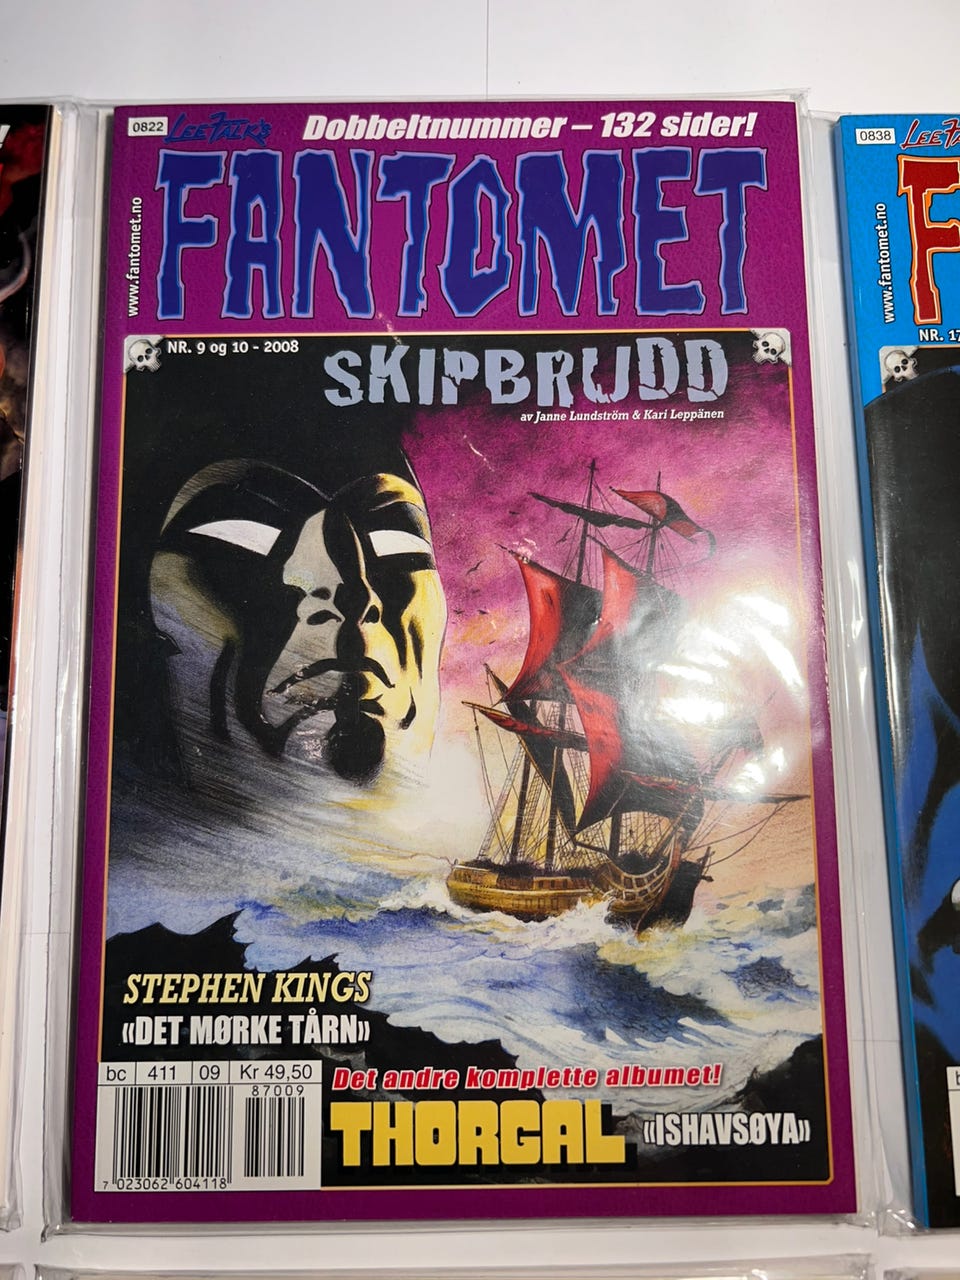 0822
LEE FALK'S
Dobbeltnummer – 132 sider!
FANTOMET
www.fantomet.no
NR. 9 og 10 - 2008
SKIPBRUDD
av Janne Lundström & Kari Leppänen
STEPHEN KINGS
«DET MØRKE TÅRN»
bc 411 09 Kr 49,50
87009
7 023062 604118
Det andre komplette albumet!
THORGAL «ISHAVSØYA»
0838
LEE
F
www.fantomet.no
NR. 17
!